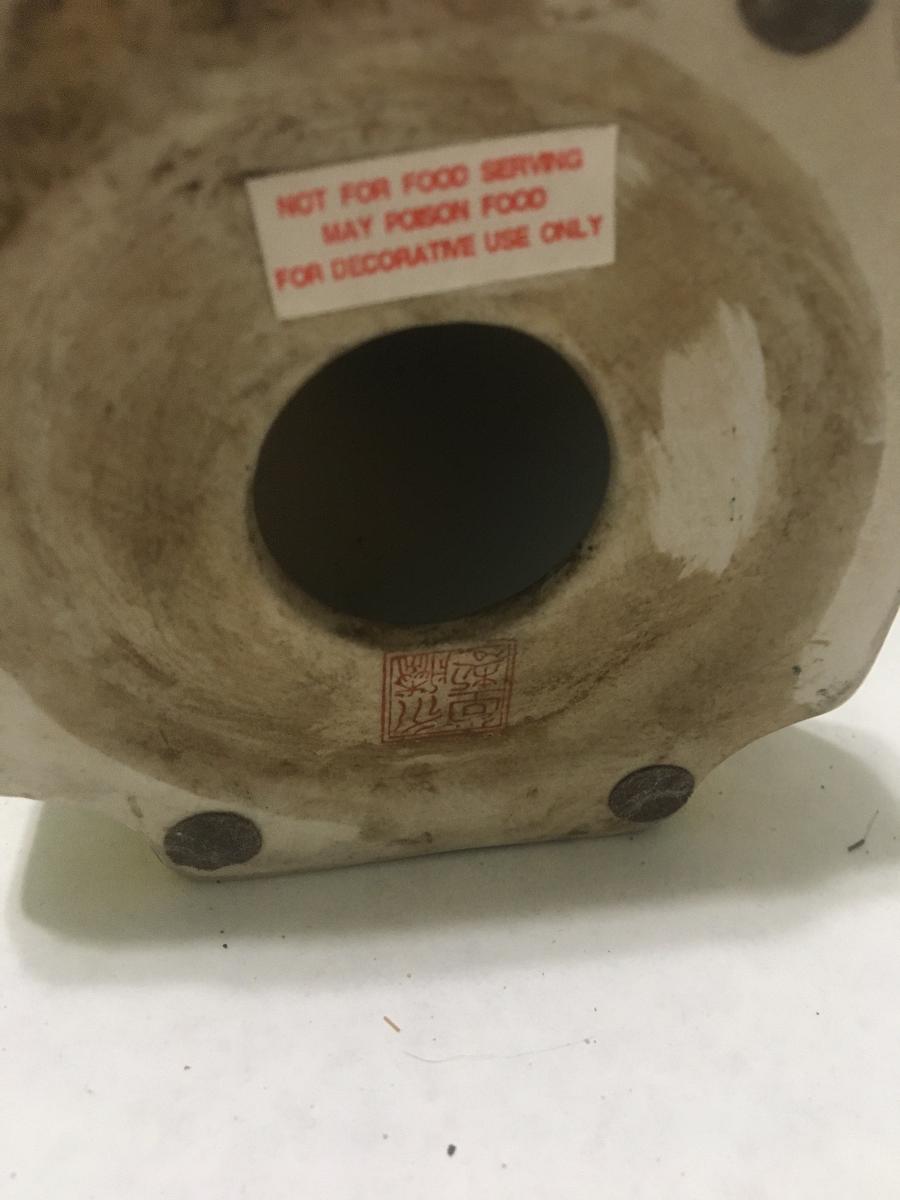 NOT FOR FOOD SERVING
MAY POISON FOOD
FOR DECORATIVE USE ONLY